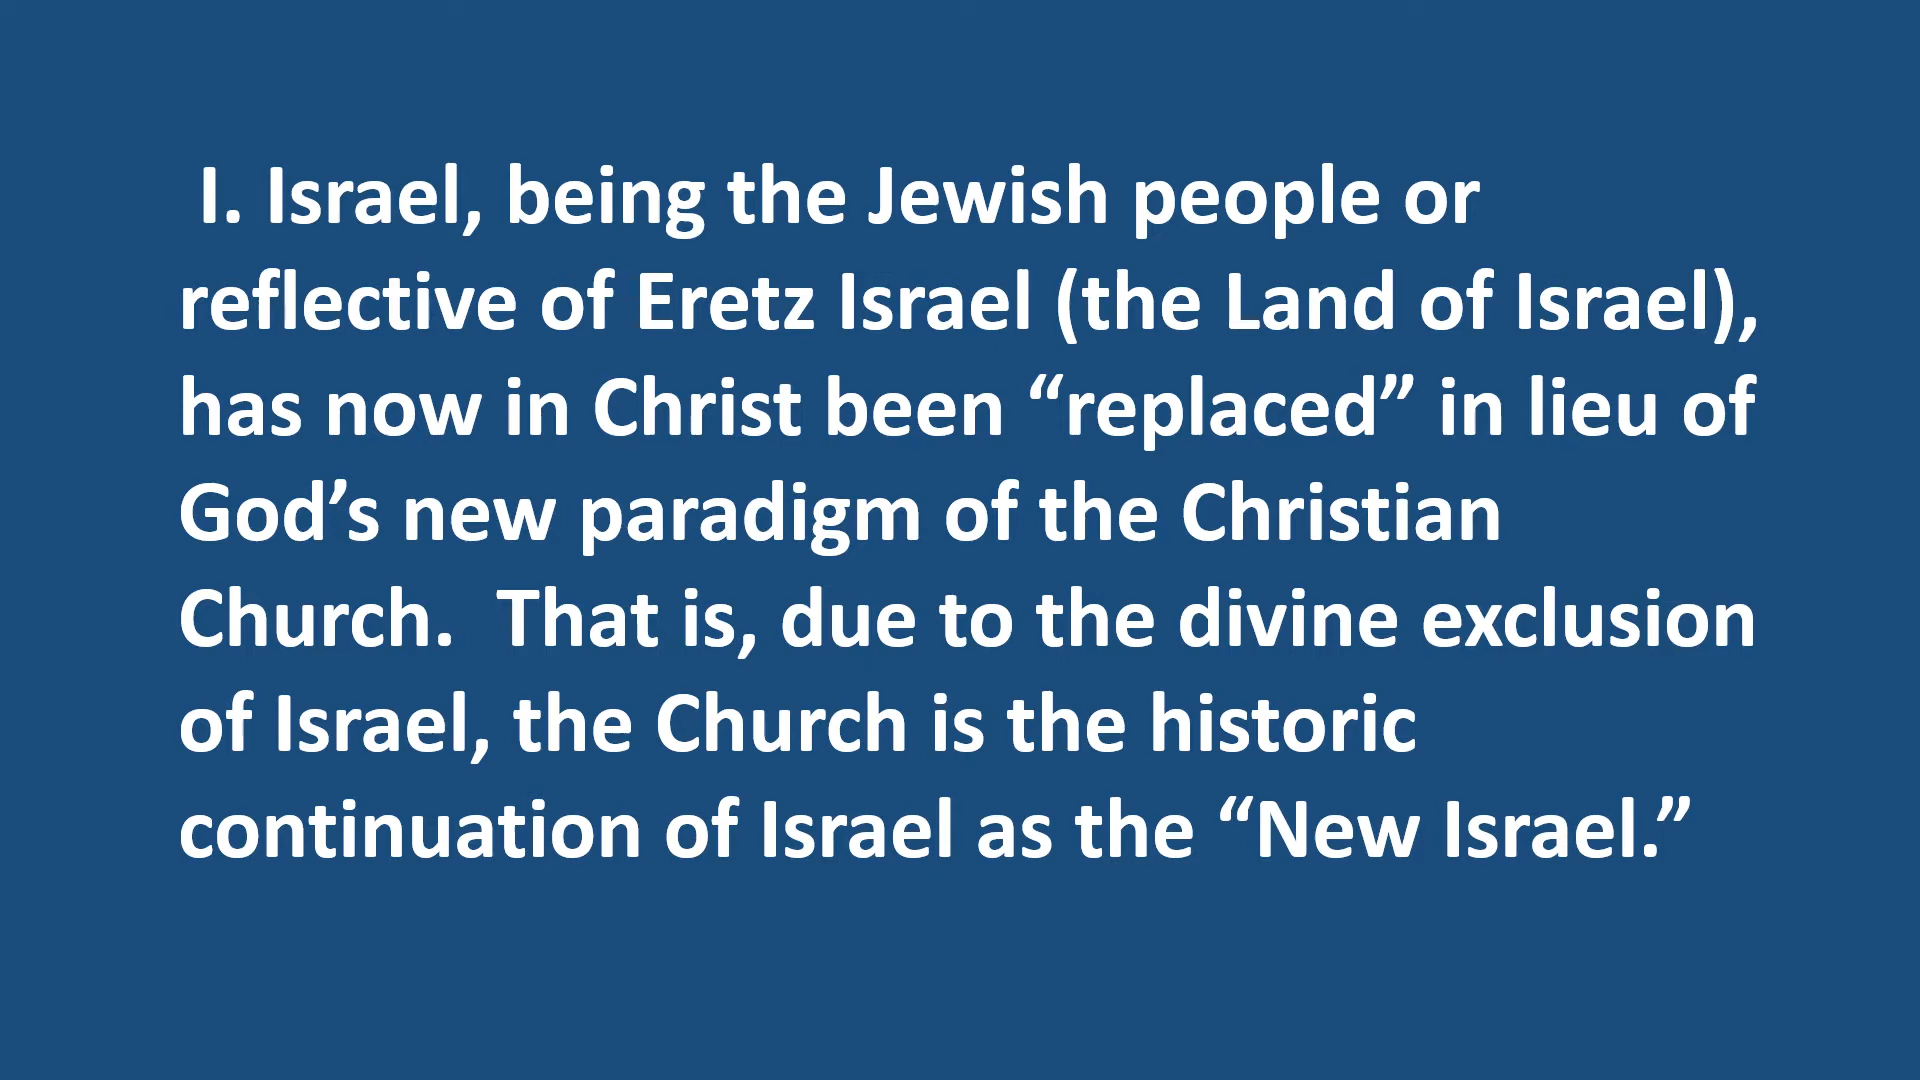 I. Israel, being the Jewish people or
reflective of Eretz Israel (the Land of Israel),
has now in Christ been “replaced” in lieu of
God’s new paradigm of the Christian
Church.  That is, due to the divine exclusion
of Israel, the Church is the historic
continuation of Israel as the “New Israel.”